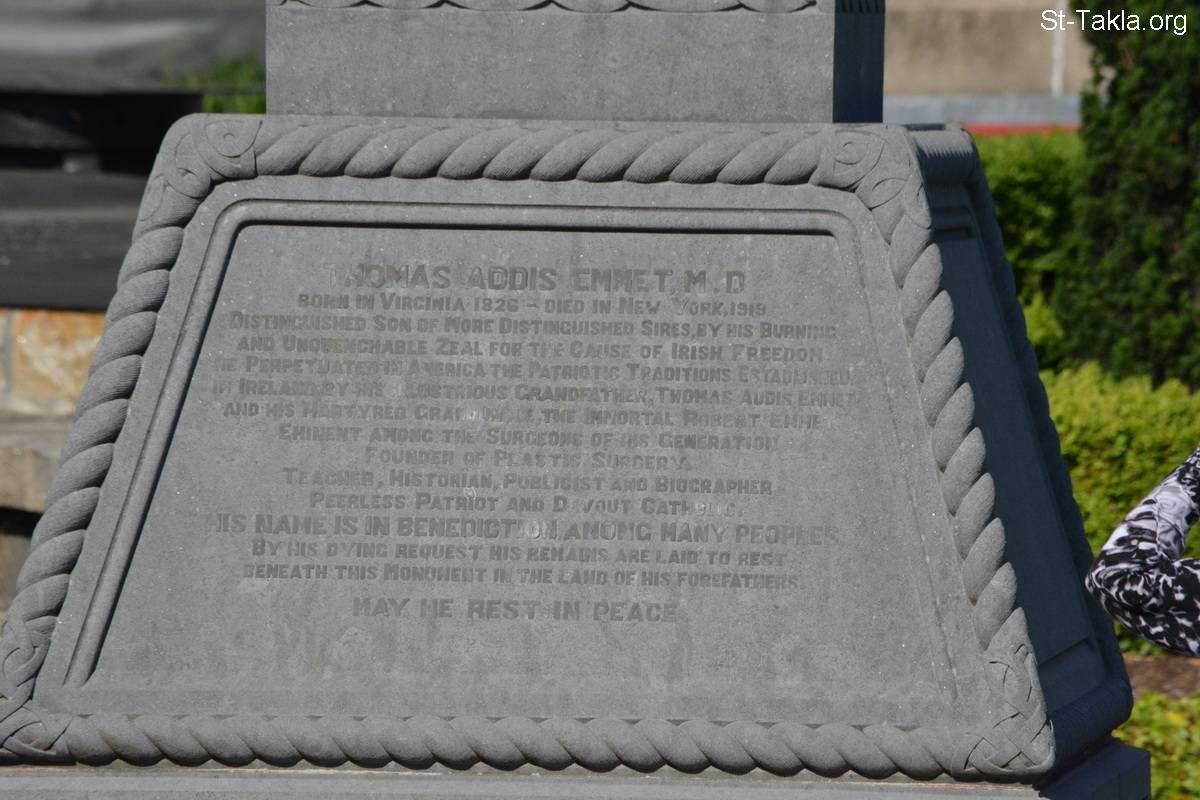 St-Takla.org
THOMAS ADDIS EMMET, M.D
BORN IN VIRGINIA 1826 - DIED IN NEW YORK, 1919
DISTINGUISHED SON OF MORE DISTINGUISHED SIRES, BY HIS BURNING
AND UNQUENCHABLE ZEAL FOR THE CAUSE OF IRISH FREEDOM
HE PERPETUATED IN AMERICA THE PATRIOTIC TRADITIONS ESTABLISHED
IN IRELAND BY HIS ILLUSTRIOUS GRANDFATHER, THOMAS ADDIS EMMET
AND HIS MARTYRED GRANDUNCLE, THE IMMORTAL ROBERT EMMET
EMINENT AMONG THE SURGEONS OF HIS GENERATION
FOUNDER OF PLASTIC SURGERY.
TEACHER, HISTORIAN, PUBLICIST AND BIOGRAPHER
PEERLESS PATRIOT AND DEVOUT CATHOLIC.
HIS NAME IS IN BENEDICTION AMONG MANY PEOPLES.
BY HIS DYING REQUEST HIS REMAINS ARE LAID TO REST
BENEATH THIS MONUMENT IN THE LAND OF HIS FOREFATHERS
MAY HE REST IN PEACE